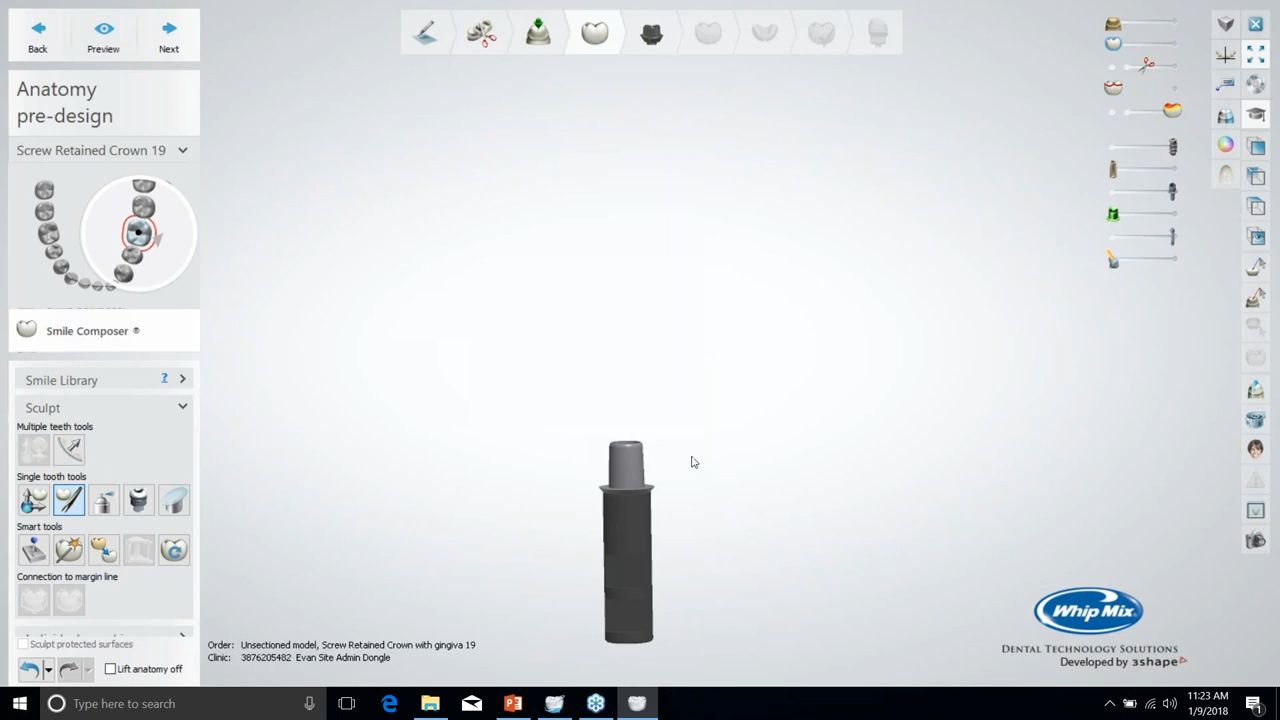 Back
Preview
Next
Anatomy
pre-design
Screw Retained Crown 19
Smile Composer ®
Smile Library
?
Sculpt
Multiple teeth tools
Single tooth tools
Smart tools
Connection to margin line
Sculpt protected surfaces
Lift anatomy off
Order: Unsectioned model, Screw Retained Crown with gingiva 19
Clinic: 3876205482 Evan Site Admin Dongle
Whip Mix
DENTAL TECHNOLOGY SOLUTIONS
Developed by 3shape
Type here to search
11:23 AM
1/9/2018
1